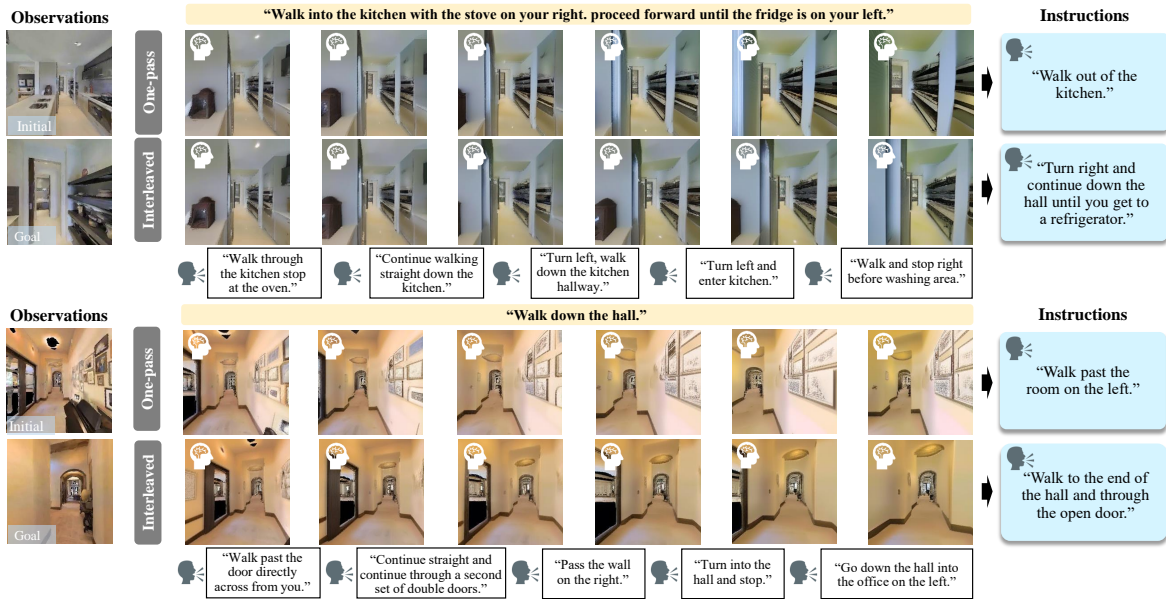 Observations
“Walk into the kitchen with the stove on your right. proceed forward until the fridge is on your left.”
Instructions
Initial
One-pass
“Walk out of the
kitchen.”
Goal
Interleaved
“Turn right and
continue down the
hall until you get to
a refrigerator.”
“Walk through
the kitchen stop
at the oven.”
“Continue walking
straight down the
kitchen.”
“Turn left, walk
down the kitchen
hallway.”
“Turn left and
enter kitchen.”
“Walk and stop right
before washing area.”
Observations
“Walk down the hall.”
Instructions
Initial
One-pass
“Walk past the
room on the left.”
Goal
Interleaved
“Walk to the end of
the hall and through
the open door.”
“Walk past the
door directly
across from you.”
“Continue straight and
continue through a second
set of double doors.”
“Pass the wall
on the right.”
“Turn into the
hall and stop.”
“Go down the hall into
the office on the left.”